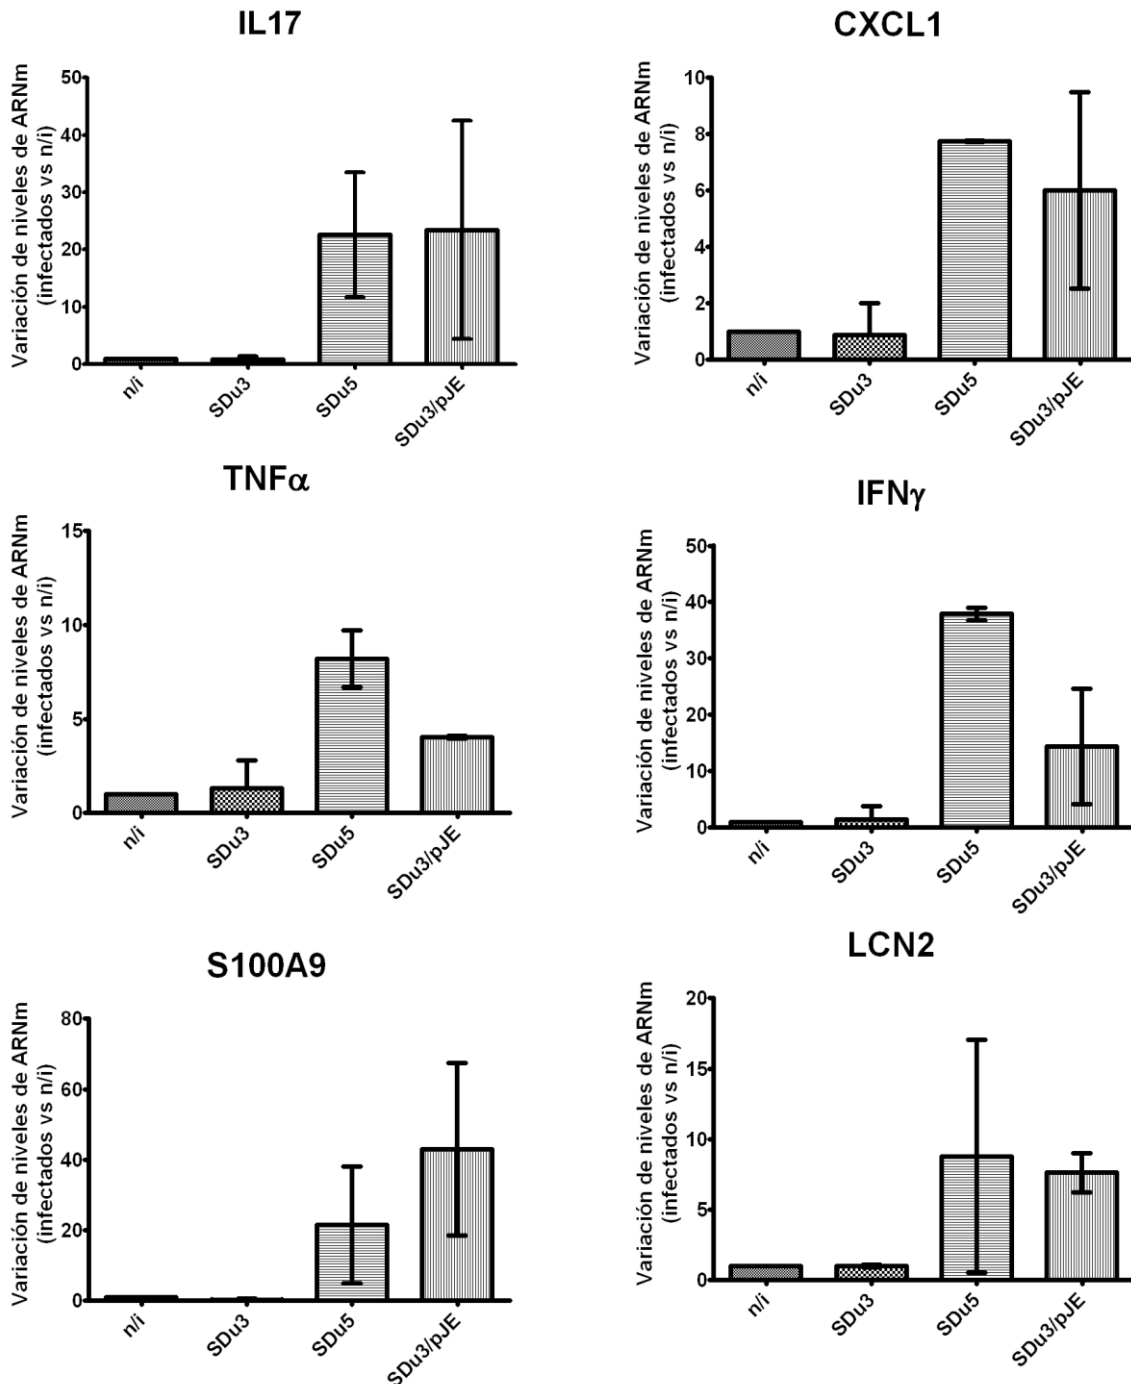 IL17
Variación de niveles de ARNm
(infectados vs n/i)
50
40
30
20
10
0
n/i
SDu3
SDu5
SDu3/pJE
CXCL1
Variación de niveles de ARNm
(infectados vs n/i)
10
8
6
4
2
0
n/i
SDu3
SDu5
SDu3/pJE
TNFα
Variación de niveles de ARNm
(infectados vs n/i)
15
10
5
0
n/i
SDu3
SDu5
SDu3/pJE
IFNγ
Variación de niveles de ARNm
(infectados vs n/i)
50
40
30
20
10
0
n/i
SDu3
SDu5
SDu3/pJE
S100A9
Variación de niveles de ARNm
(infectados vs n/i)
80
60
40
20
0
n/i
SDu3
SDu5
SDu3/pJE
LCN2
Variación de niveles de ARNm
(infectados vs n/i)
20
15
10
5
0
n/i
SDu3
SDu5
SDu3/pJE